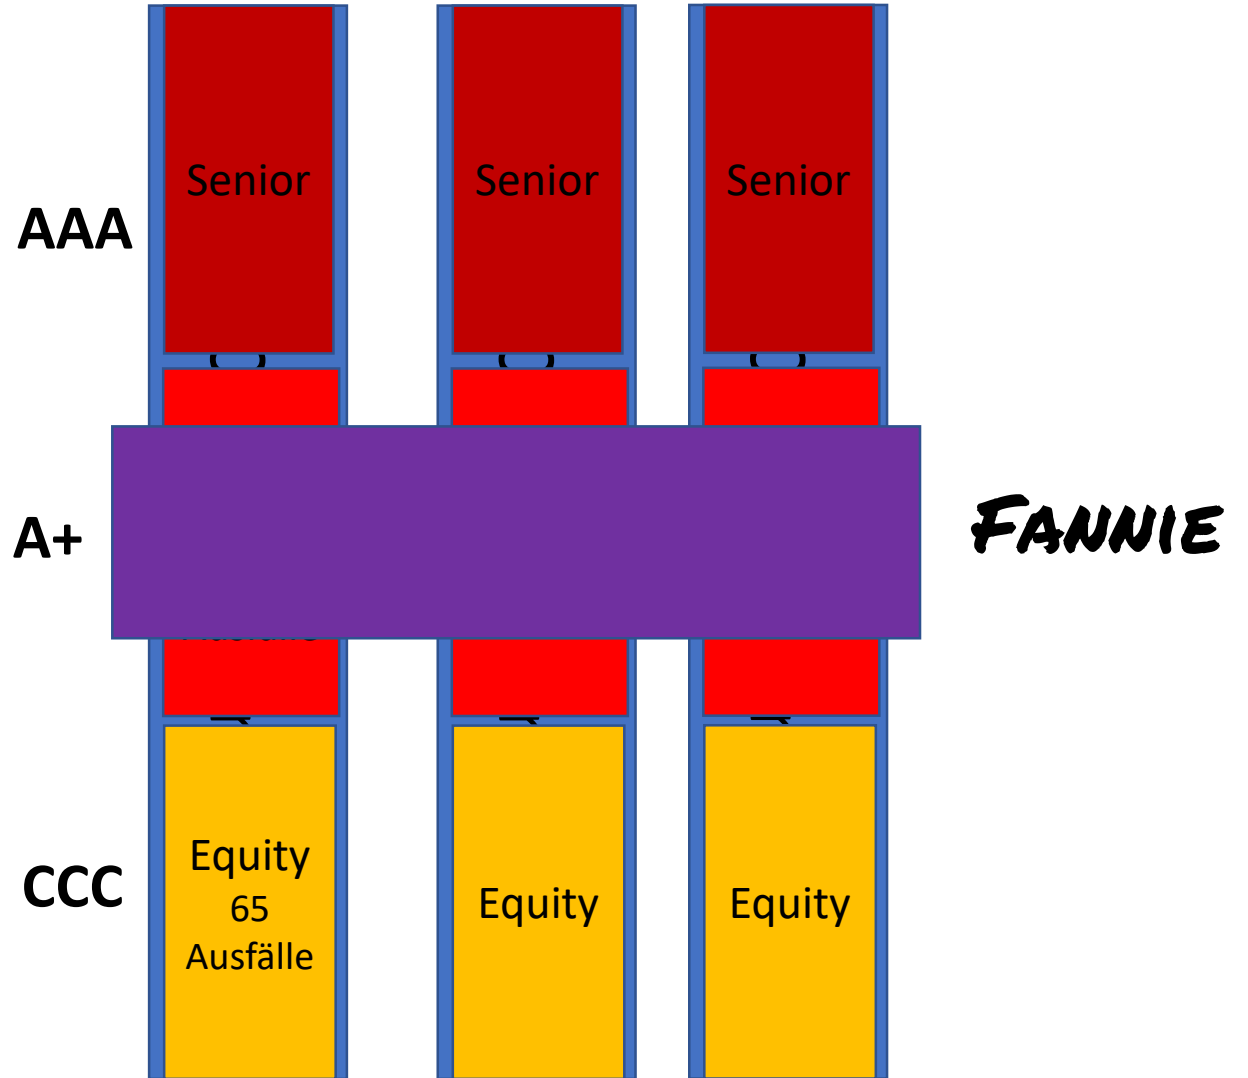 Senior
Senior
Senior
AAA
A+
FANNIE
CCC
Equity
65
Ausfälle
Equity
Equity